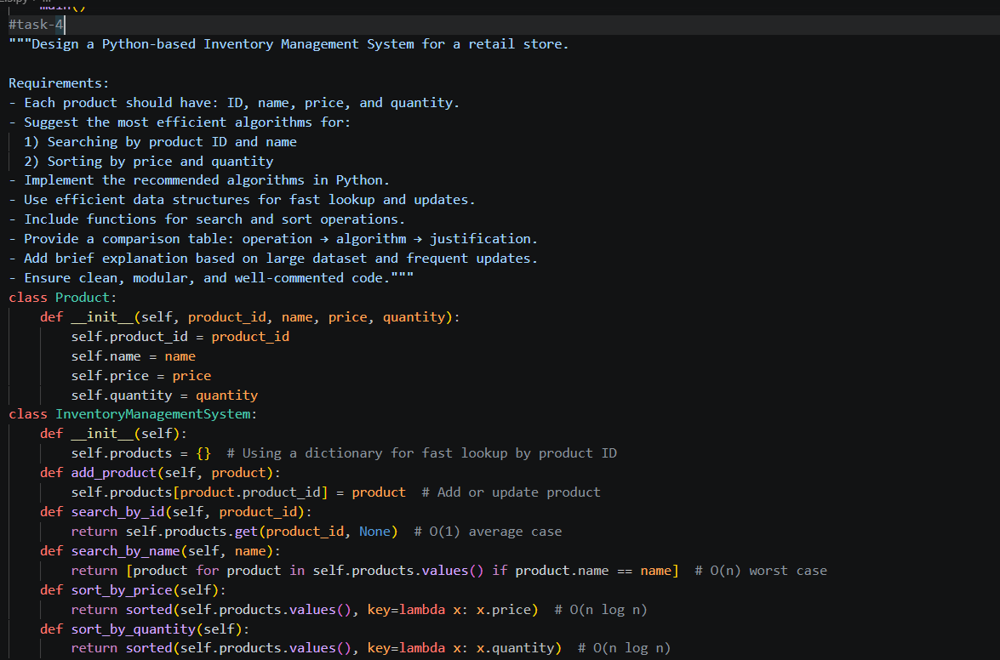 main()
#task-4
"""Design a Python-based Inventory Management System for a retail store.
Requirements:
- Each product should have: ID, name, price, and quantity.
- Suggest the most efficient algorithms for:
  1) Searching by product ID and name
  2) Sorting by price and quantity
- Implement the recommended algorithms in Python.
- Use efficient data structures for fast lookup and updates.
- Include functions for search and sort operations.
- Provide a comparison table: operation → algorithm → justification.
- Add brief explanation based on large dataset and frequent updates.
- Ensure clean, modular, and well-commented code."""
class Product:
    def __init__(self, product_id, name, price, quantity):
        self.product_id = product_id
        self.name = name
        self.price = price
        self.quantity = quantity
class InventoryManagementSystem:
    def __init__(self):
        self.products = {}  # Using a dictionary for fast lookup by product ID
    def add_product(self, product):
        self.products[product.product_id] = product  # Add or update product
    def search_by_id(self, product_id):
        return self.products.get(product_id, None)  # O(1) average case
    def search_by_name(self, name):
        return [product for product in self.products.values() if product.name == name]  # O(n) worst case
    def sort_by_price(self):
        return sorted(self.products.values(), key=lambda x: x.price)  # O(n log n)
    def sort_by_quantity(self):
        return sorted(self.products.values(), key=lambda x: x.quantity)  # O(n log n)